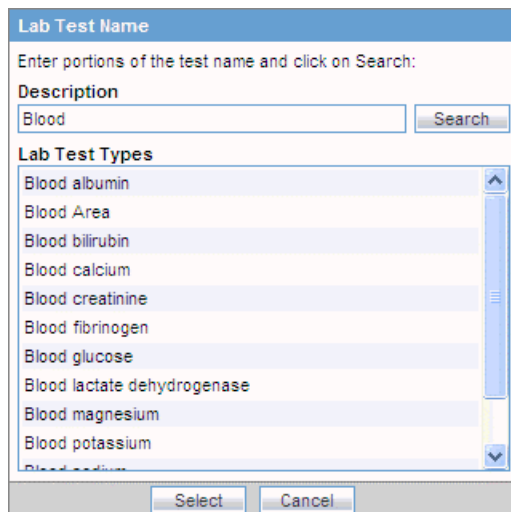 Lab Test Name
Enter portions of the test name and click on Search:
Description
Blood
Search
Lab Test Types
Blood albumin
Blood Area
Blood bilirubin
Blood calcium
Blood creatinine
Blood fibrinogen
Blood glucose
Blood lactate dehydrogenase
Blood magnesium
Blood potassium
Blood sodium
Select Cancel